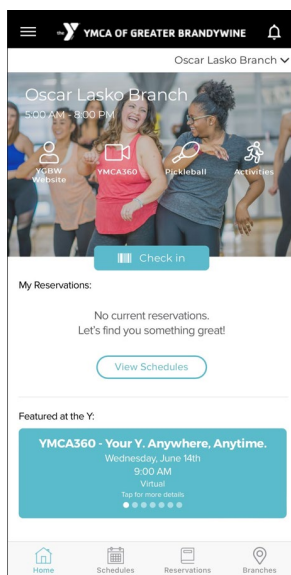 the Y YMCA OF GREATER BRANDYWINE
Oscar Lasko Branch
Oscar Lasko Branch
5:00 AM - 8:00 PM
YGBW Website
YMCA360
Pickleball
Activities
Check in
My Reservations:
No current reservations.
Let's find you something great!
View Schedules
Featured at the Y:
YMCA360 - Your Y. Anywhere, Anytime.
Wednesday, June 14th
9:00 AM
Virtual
Tap for more details
Home
Schedules
Reservations
Branches